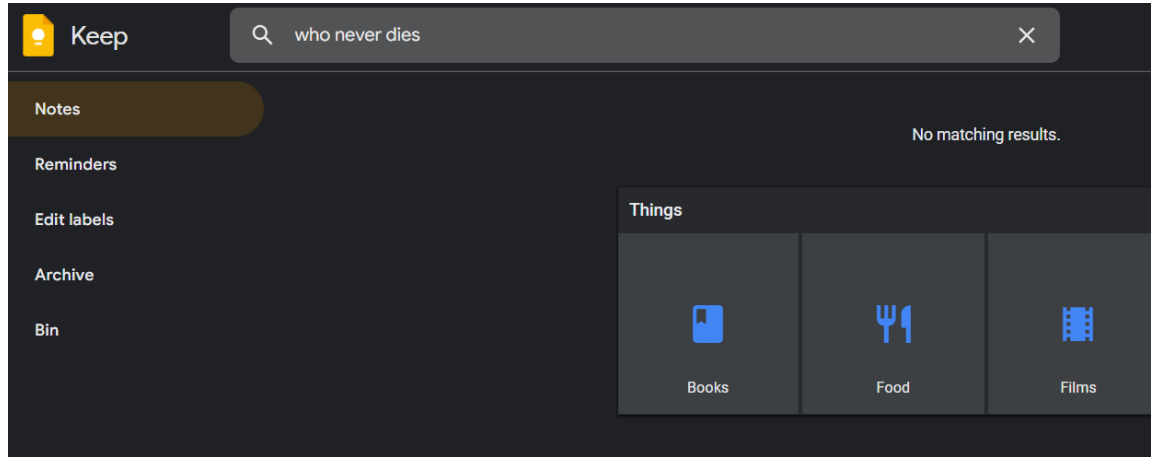 Keep
who never dies
Notes
Reminders
Edit labels
Archive
Bin
No matching results.
Things
Books
Food
Films